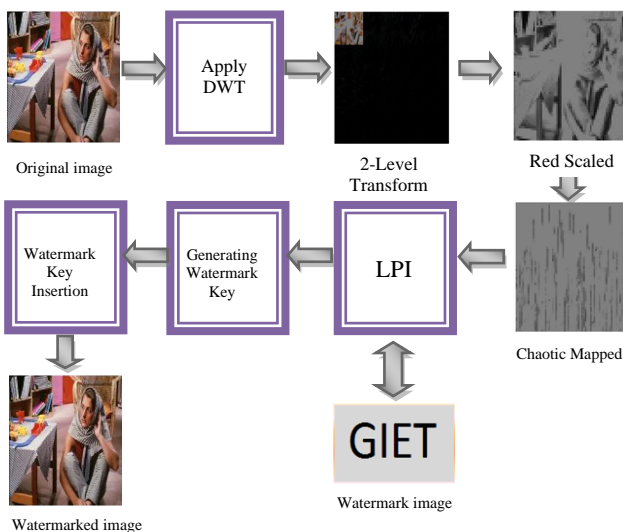 Apply
DWT
Original image
2-Level
Transform
Red Scaled
Watermark
Key
Insertion
Generating
Watermark
Key
LPI
Chaotic Mapped
GIET
Watermark image
Watermarked image